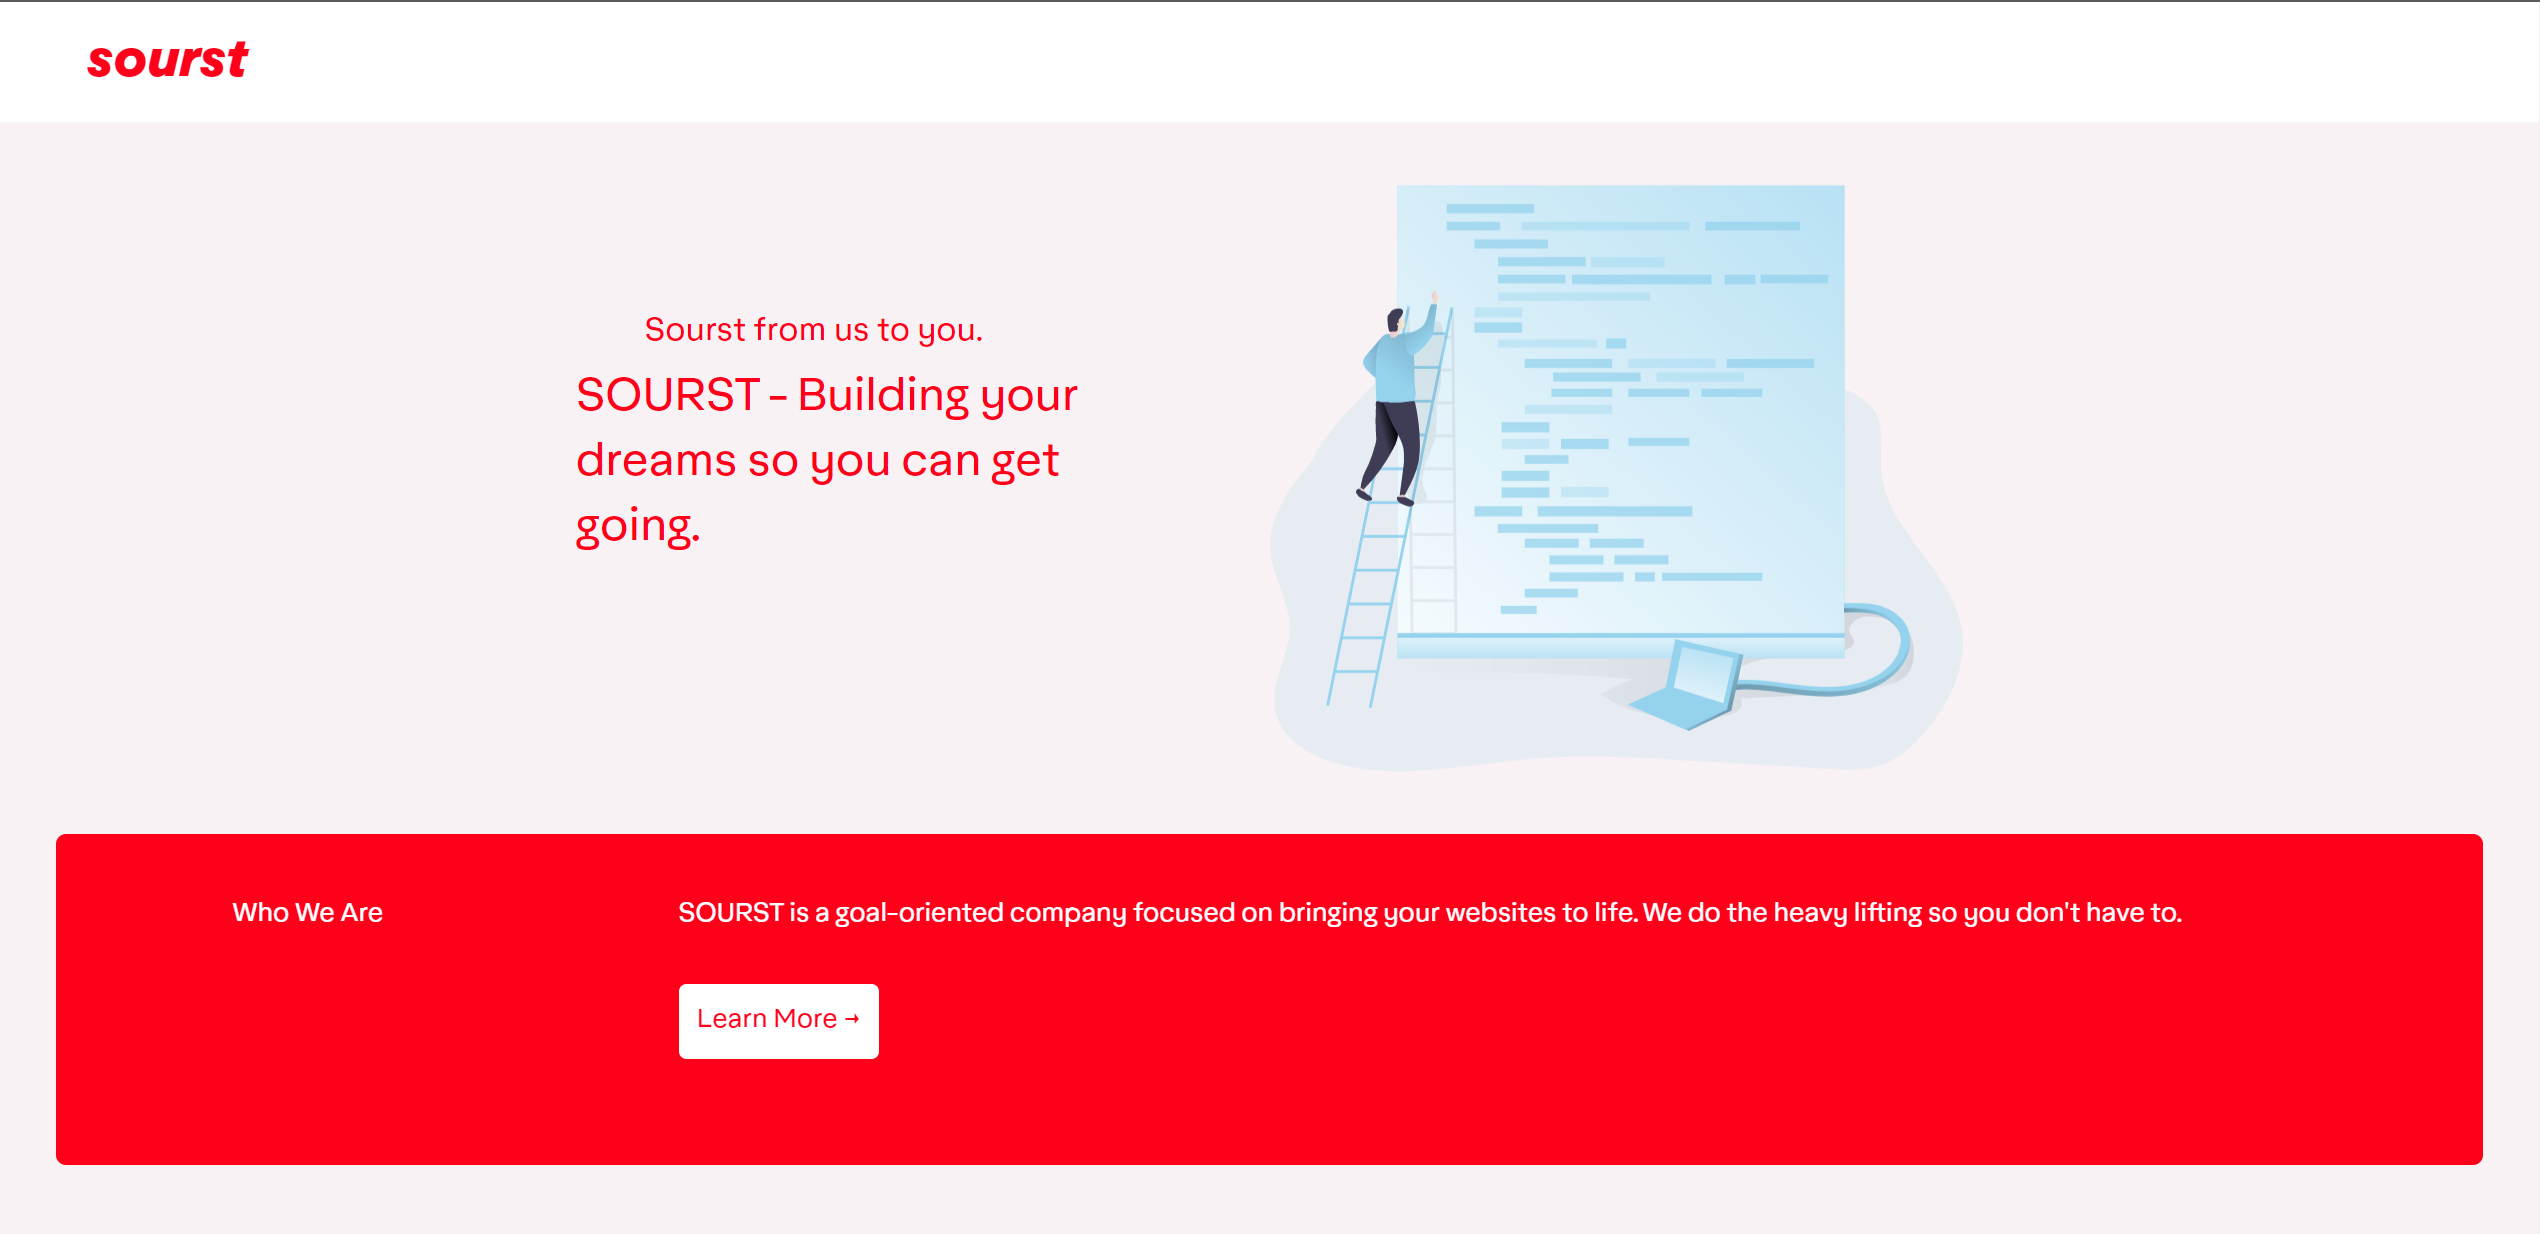 sourst
Sourst from us to you.
SOURST - Building your
dreams so you can get
going.
Who We Are
SOURST is a goal-oriented company focused on bringing your websites to life. We do the heavy lifting so you don't have to.
Learn More →